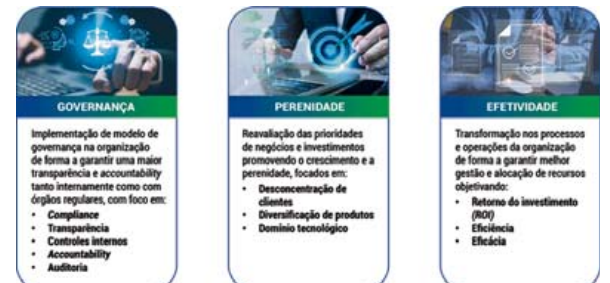 GOVERNANÇA
Implementação de modelo de
governança na organização
de forma a garantir uma maior
transparência e accountability
tanto internamente como com
órgãos regulares, com foco em:
• Compliance
• Transparência
• Controles internos
• Accountability
• Auditoria
PERENIDADE
Reavaliação das prioridades
de negócios e investimentos
promovendo o crescimento e a
perenidade, focados em:
• Desconcentração de
clientes
• Diversificação de produtos
• Domínio tecnológico
EFETIVIDADE
Transformação nos processos
e operações da organização
de forma a garantir melhor
gestão e alocação de recursos
objetivando:
• Retorno do investimento
(ROI)
• Eficiência
• Eficácia